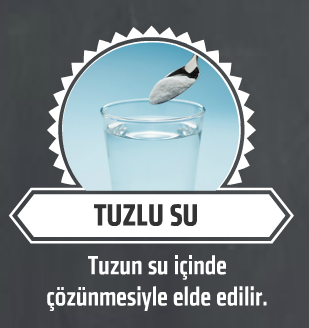 TUZLU SU
Tuzun su içinde
çözünmesiyle elde edilir.